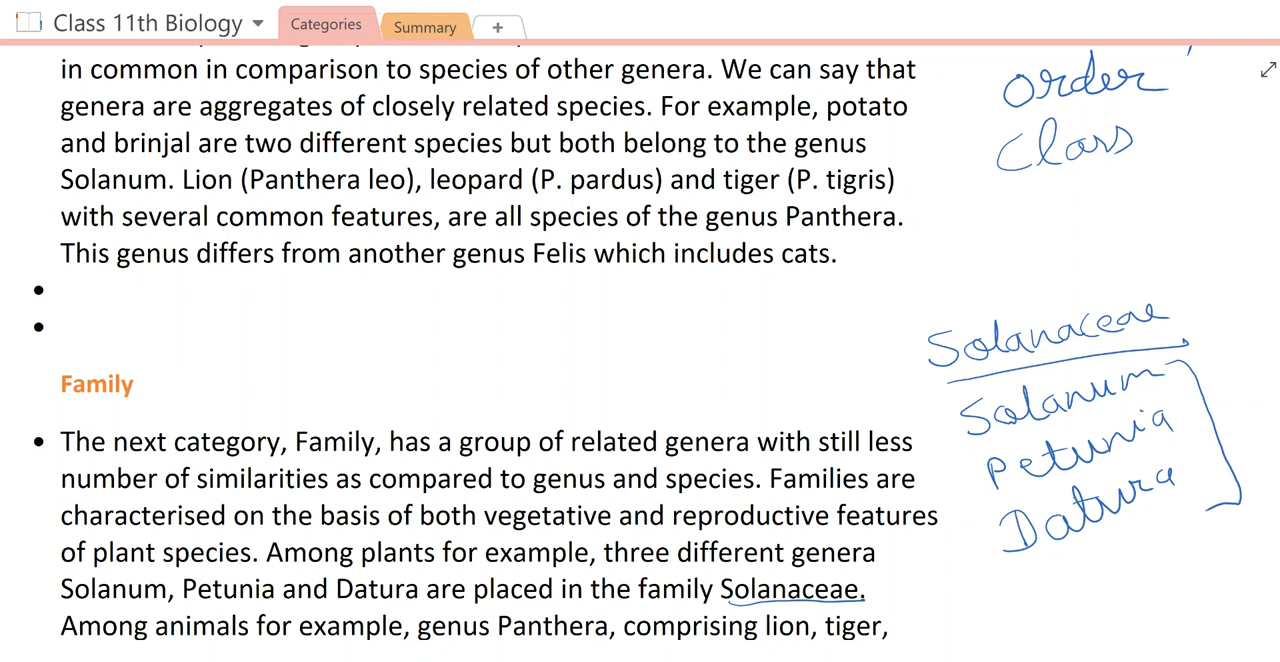 Class 11th Biology
Categories
Summary
in common in comparison to species of other genera. We can say that
genera are aggregates of closely related species. For example, potato
and brinjal are two different species but both belong to the genus
Solanum. Lion (Panthera leo), leopard (P. pardus) and tiger (P. tigris)
with several common features, are all species of the genus Panthera.
This genus differs from another genus Felis which includes cats.
Order
Class
Family
The next category, Family, has a group of related genera with still less
number of similarities as compared to genus and species. Families are
characterised on the basis of both vegetative and reproductive features
of plant species. Among plants for example, three different genera
Solanum, Petunia and Datura are placed in the family Solanaceae.
Among animals for example, genus Panthera, comprising lion, tiger,
Solanaceae
Solanum
Petunia
Datura